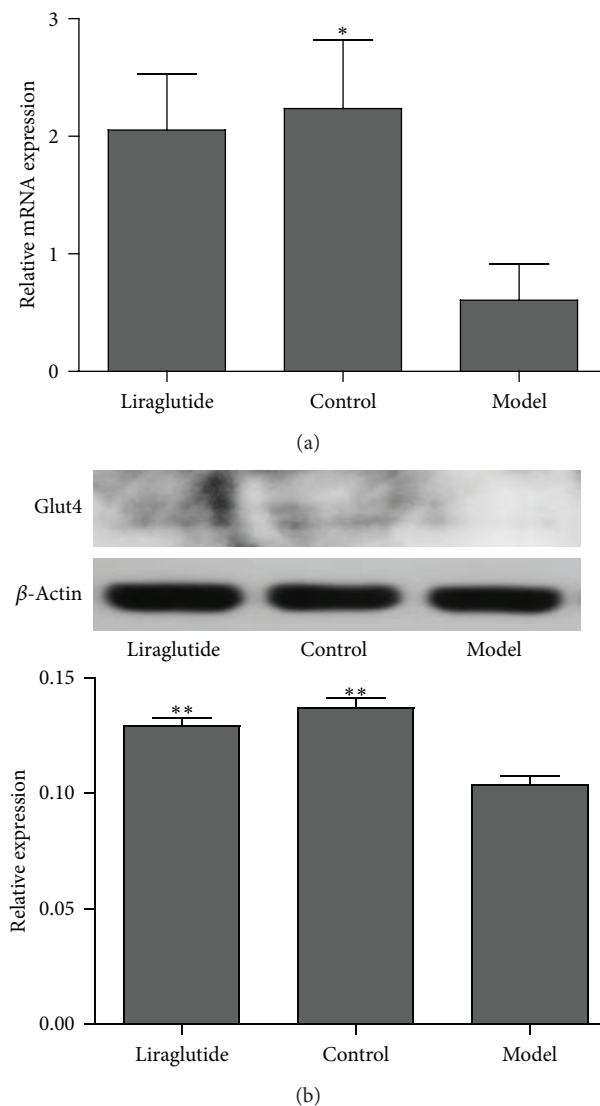 3
*
2
1
0
Relative mRNA expression
Liraglutide Control Model
(a)
Glut4
β-Actin
Liraglutide Control Model
0.15
** **
0.10
0.05
0.00
Relative expression
Liraglutide Control Model
(b)